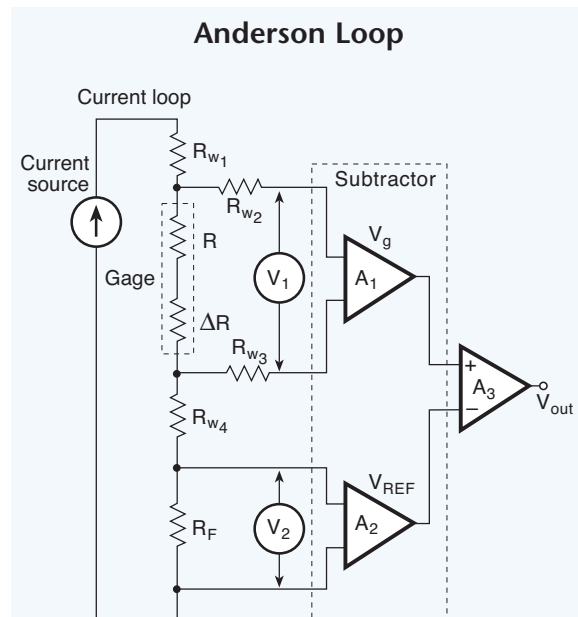 Anderson Loop
Current loop
Current
source
Rw1
Subtractor
Rw2
Vg
R
Gage
V1
A1
ΔR
Rw3
+
A3
−
Vout
Rw4
VREF
RF
V2
A2